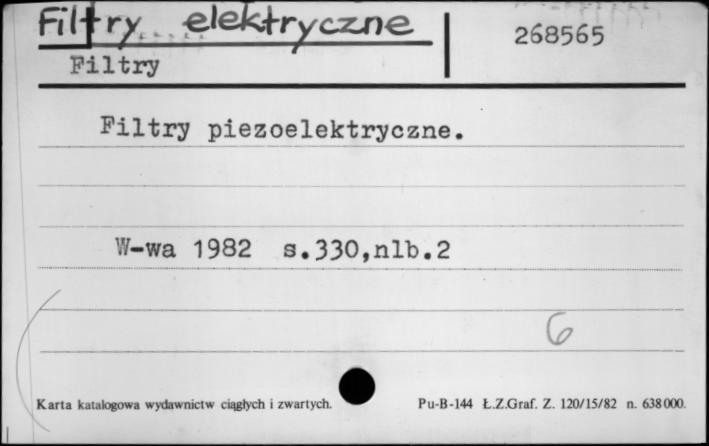 Filtry elektryczne
268565
Filtry
Filtry piezoelektryczne.
W-wa 1982 s.330,nlb.2
6
Karta katalogowa wydawnictw ciągłych i zwartych. Pu-B-144 Ł.Z.Graf. Z. 120/15/82 n. 638000.